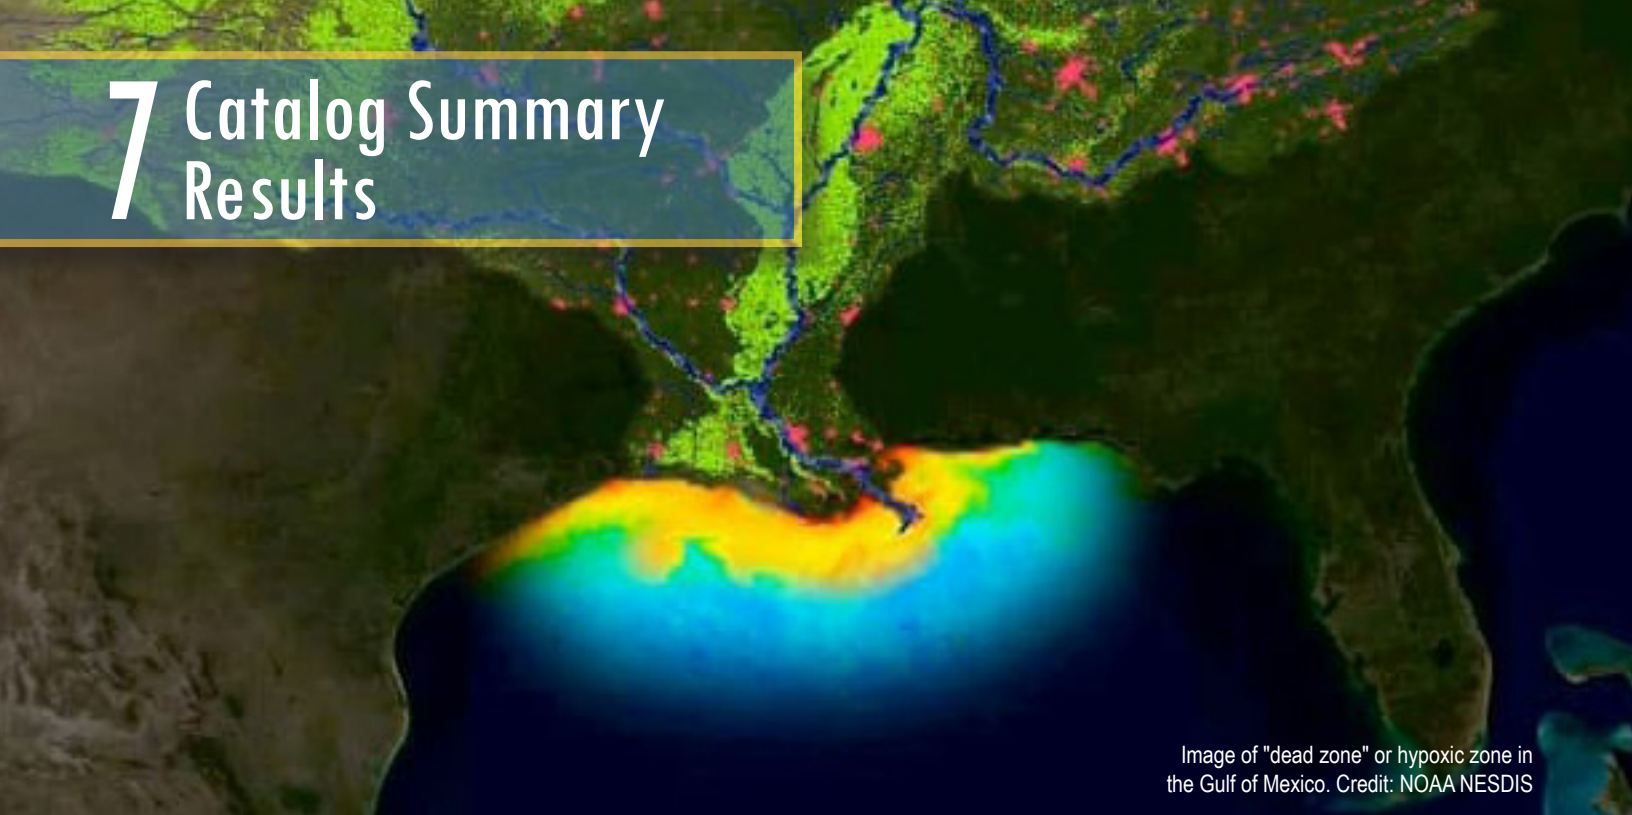 7 Catalog Summary
Results
Image of "dead zone" or hypoxic zone in
the Gulf of Mexico. Credit: NOAA NESDIS